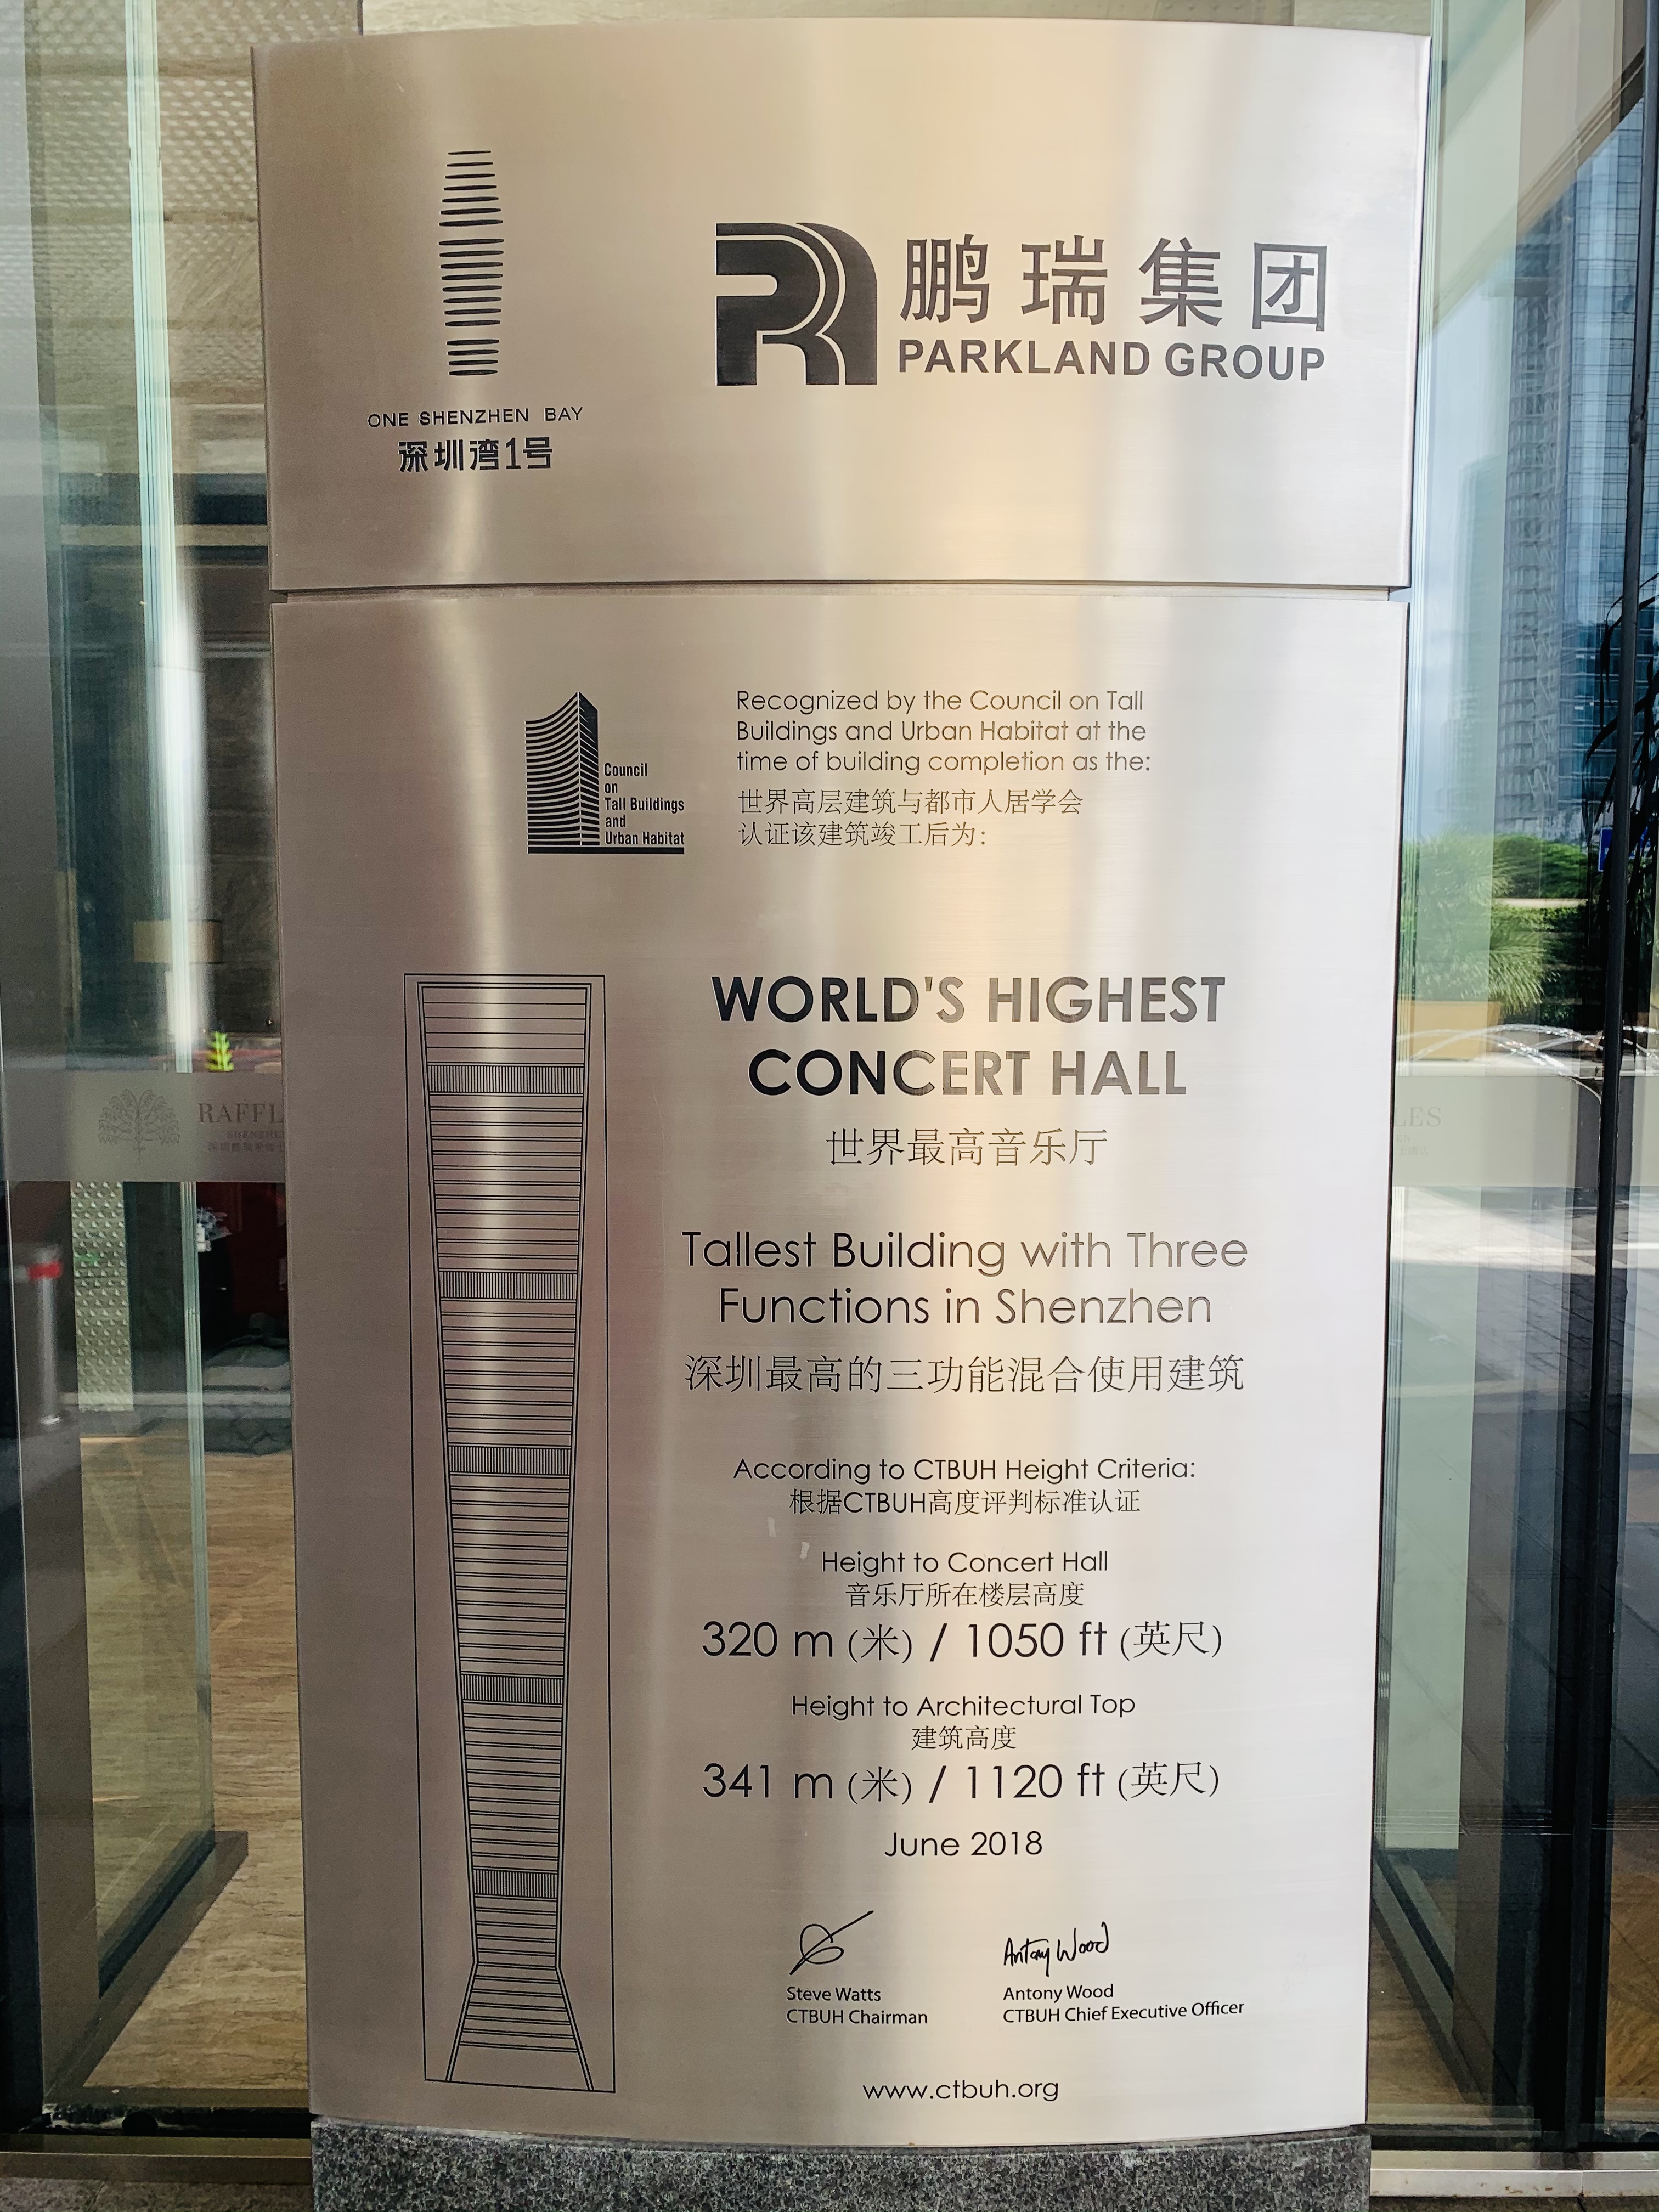 ONE SHENZHEN BAY
深圳湾1号
鹏瑞集团
PARKLAND GROUP
Council
on
Tall Buildings
and
Urban Habitat
Recognized by the Council on Tall
Buildings and Urban Habitat at the
time of building completion as the:
世界高层建筑与都市人居学会
认证该建筑竣工后为:
WORLD'S HIGHEST
CONCERT HALL
世界最高音乐厅
Tallest Building with Three
Functions in Shenzhen
深圳最高的三功能混合使用建筑
According to CTBUH Height Criteria:
根据CTBUH高度评判标准认证
Height to Concert Hall
音乐厅所在楼层高度
320 m (米) / 1050 ft (英尺)
Height to Architectural Top
建筑高度
341 m (米) / 1120 ft (英尺)
June 2018
Antony Wood
Steve Watts
CTBUH Chairman
Antony Wood
CTBUH Chief Executive Officer
www.ctbuh.org
RAFFL
LES